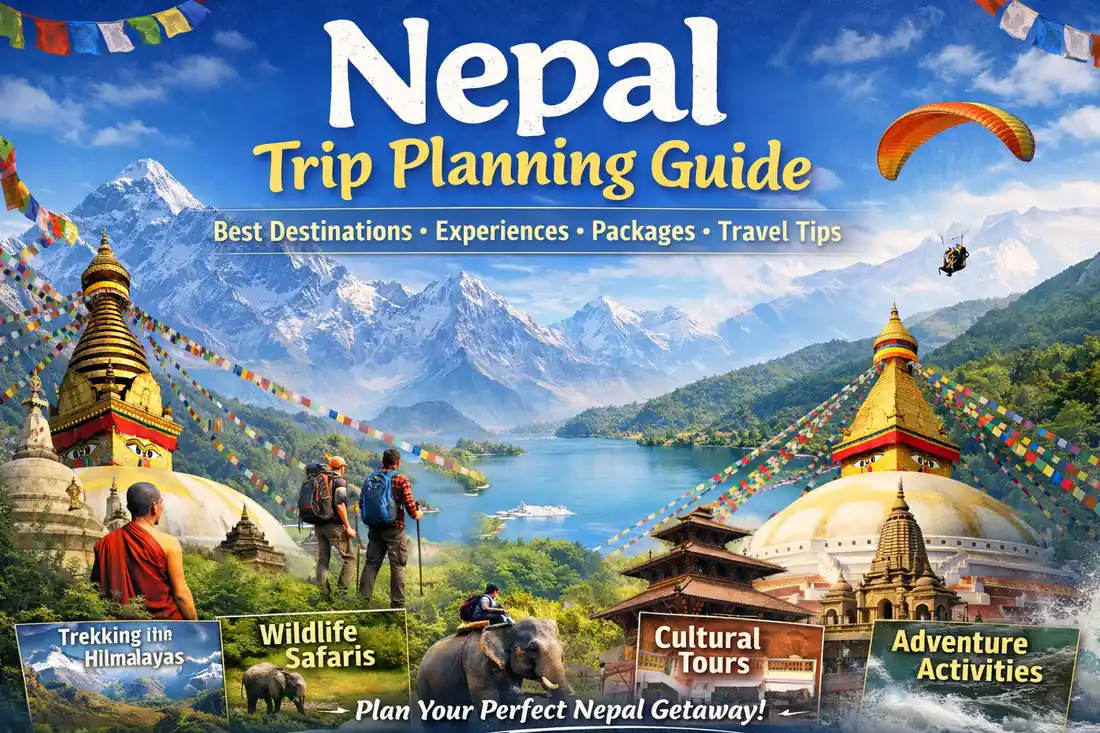 Nepal
Trip Planning Guide
Best Destinations • Experiences • Packages • Travel Tips
Trekking ihn
Hilmalayas
Wildlife
Safaris
Cultural
Tours
Adventure
Activities
Plan Your Perfect Nepal Getaway!